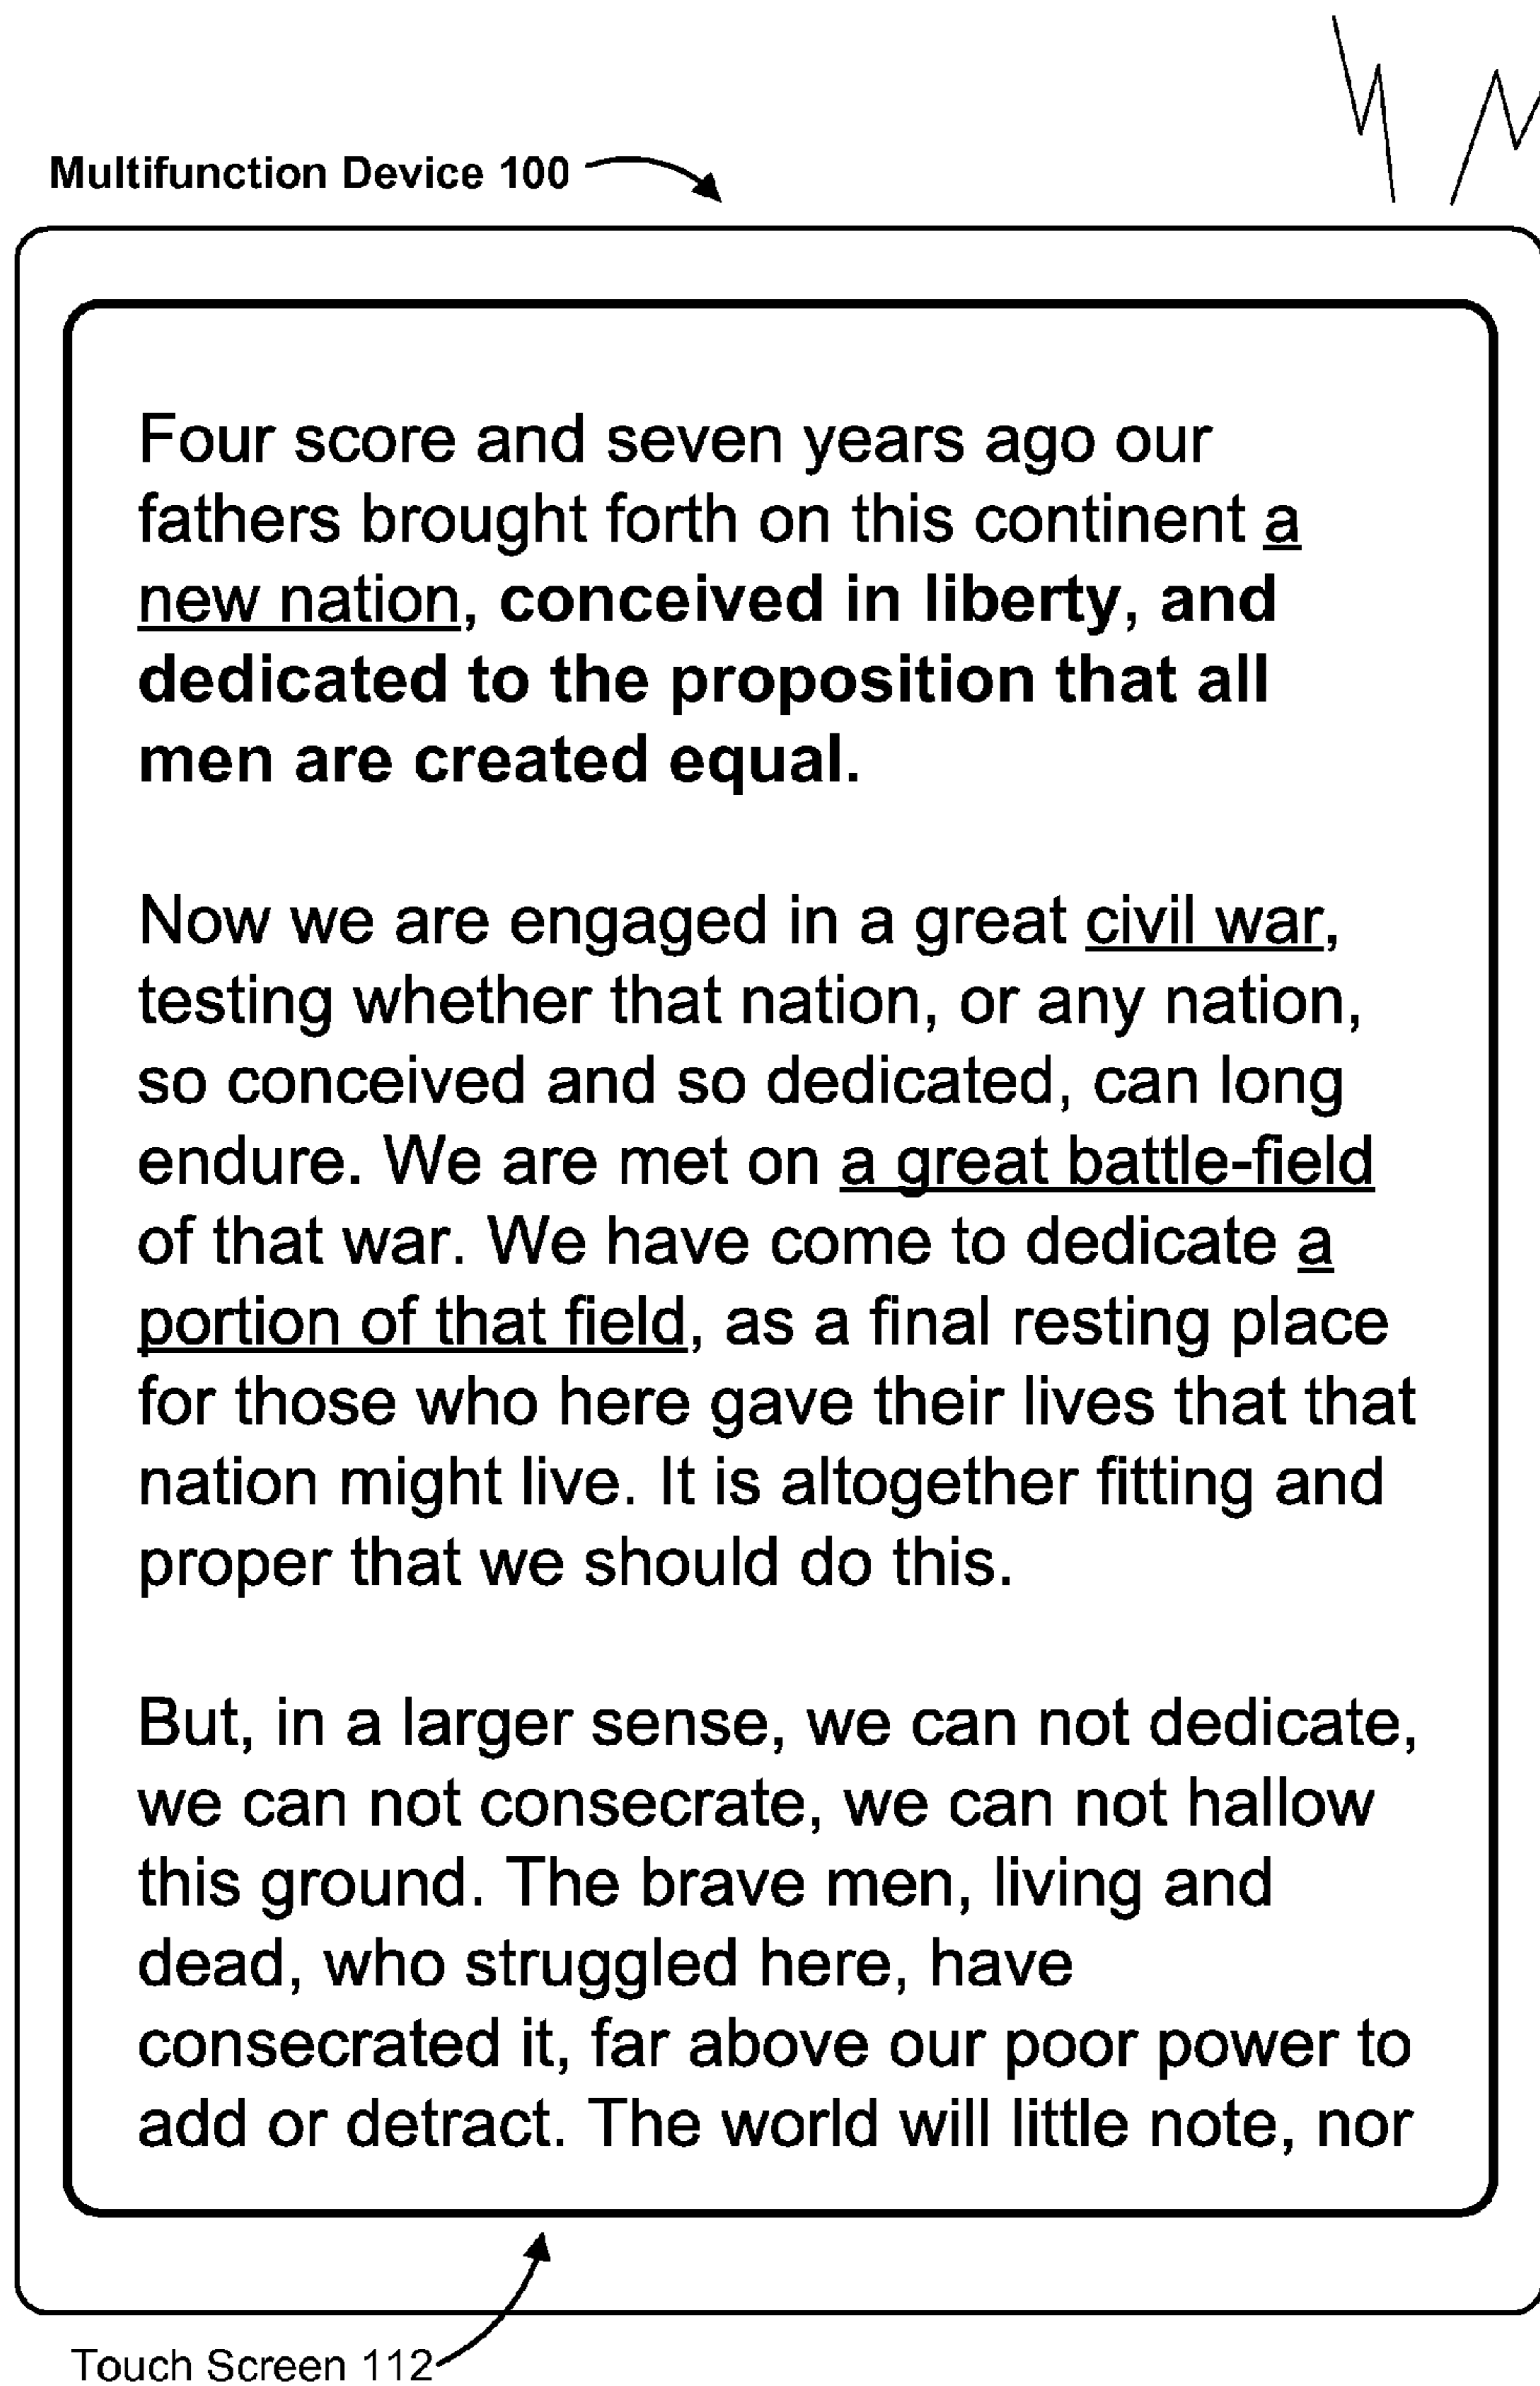 Multifunction Device 100
Four score and seven years ago our
fathers brought forth on this continent a
new nation, conceived in liberty, and
dedicated to the proposition that all
men are created equal.
Now we are engaged in a great civil war,
testing whether that nation, or any nation,
so conceived and so dedicated, can long
endure. We are met on a great battle-field
of that war. We have come to dedicate a
portion of that field, as a final resting place
for those who here gave their lives that that
nation might live. It is altogether fitting and
proper that we should do this.
But, in a larger sense, we can not dedicate,
we can not consecrate, we can not hallow
this ground. The brave men, living and
dead, who struggled here, have
consecrated it, far above our poor power to
add or detract. The world will little note, nor
Touch Screen 112